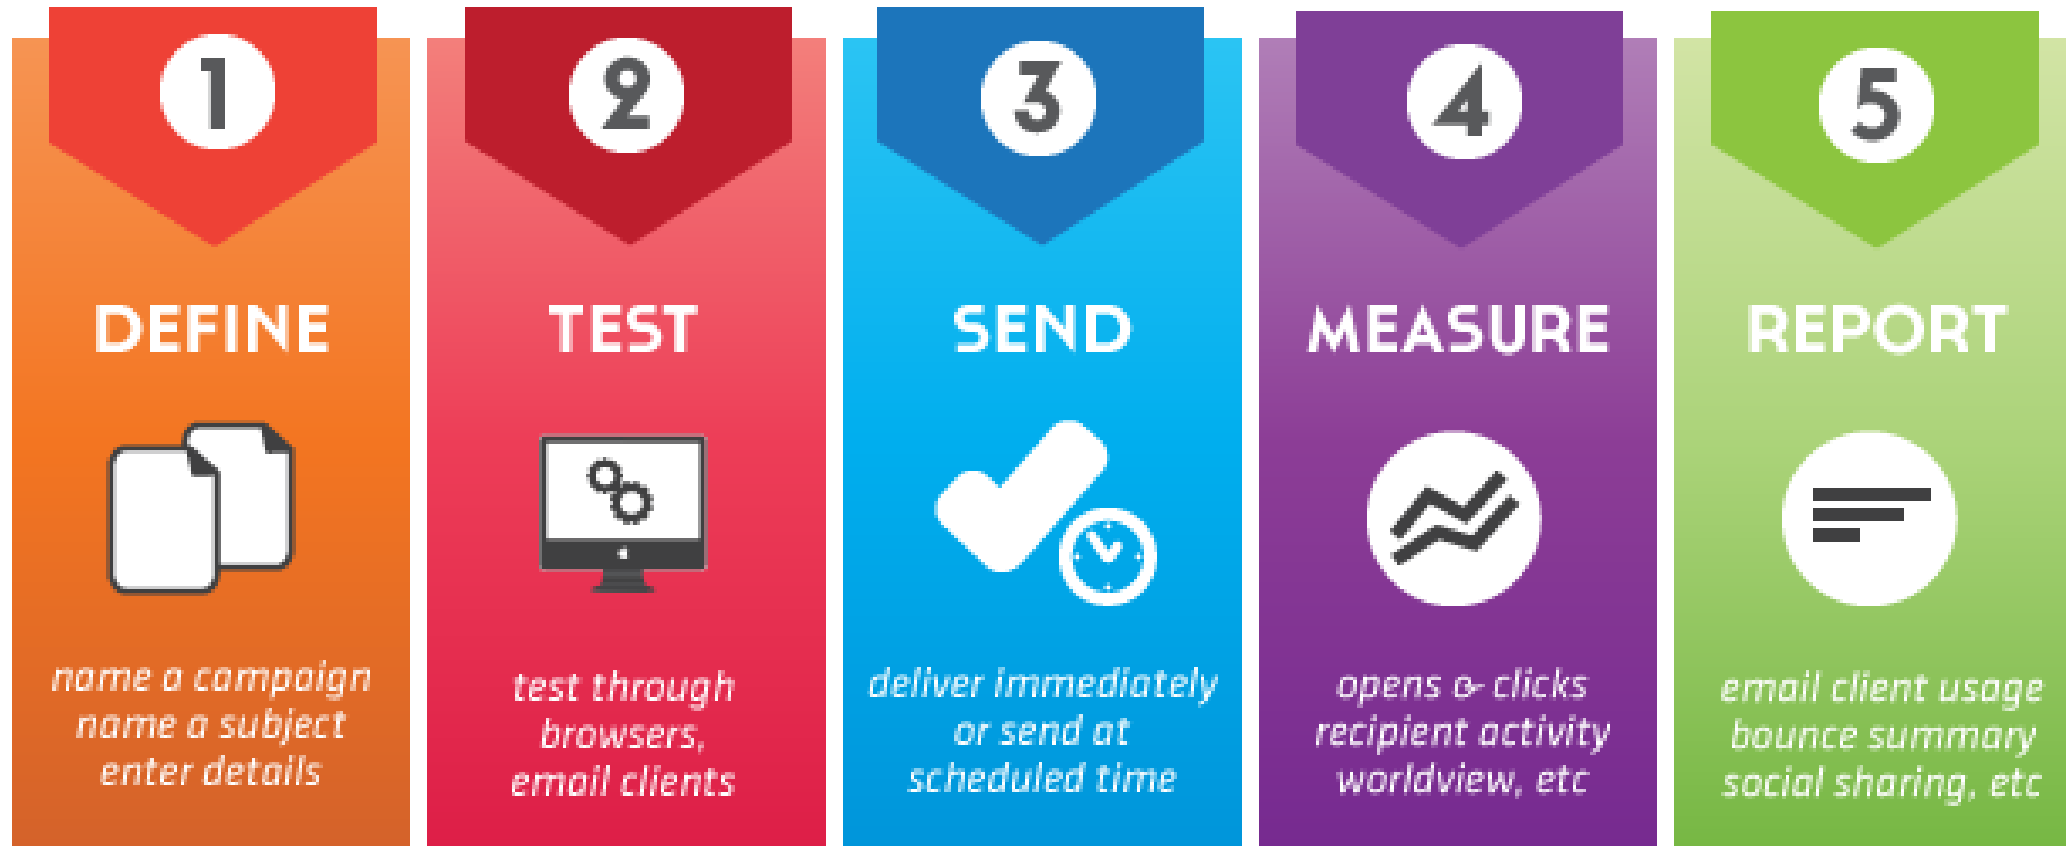 1
DEFINE
name a campaign
name a subject
enter details
2
TEST
test through
browsers,
email clients
3
SEND
deliver immediately
or send at
scheduled time
4
MEASURE
opens & clicks
recipient activity
worldview, etc
5
REPORT
email client usage
bounce summary
social sharing, etc